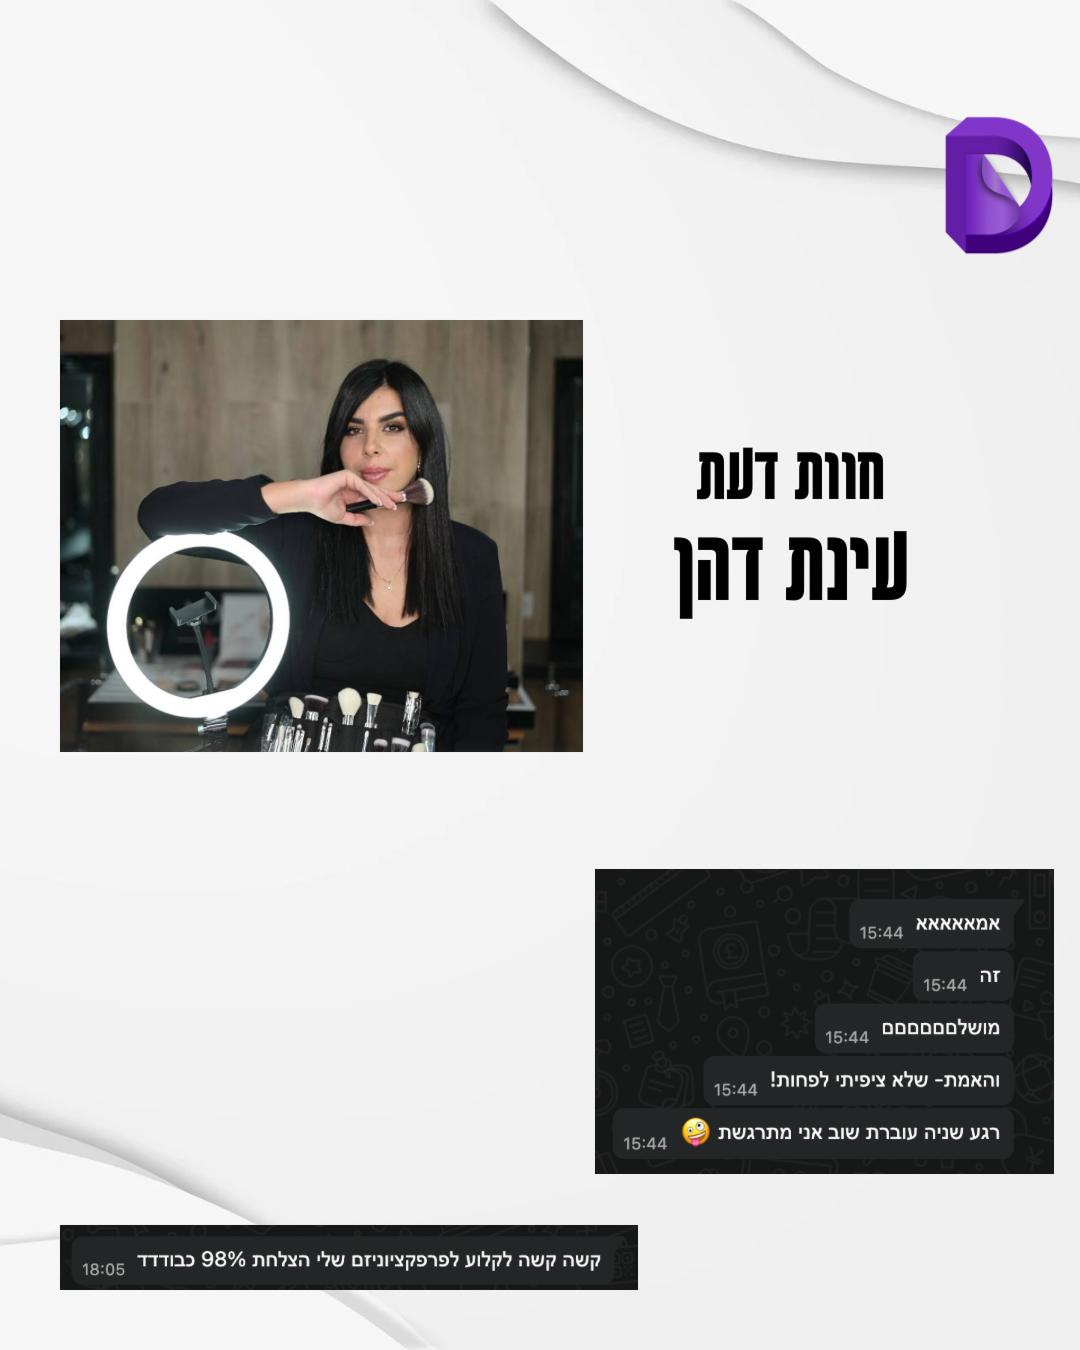 D
חוות דעת
עינת דהן
אמאאאאא 15:44
זה 15:44
מושלםםםםםם 15:44
והאמת- שלא ציפיתי לפחות! 15:44
רגע שניה עוברת שוב אני מתרגשת 🤪 15:44
קשה קשה לקלוע לפרפקציוניזם שלי הצלחת 98% כבודדד 18:05